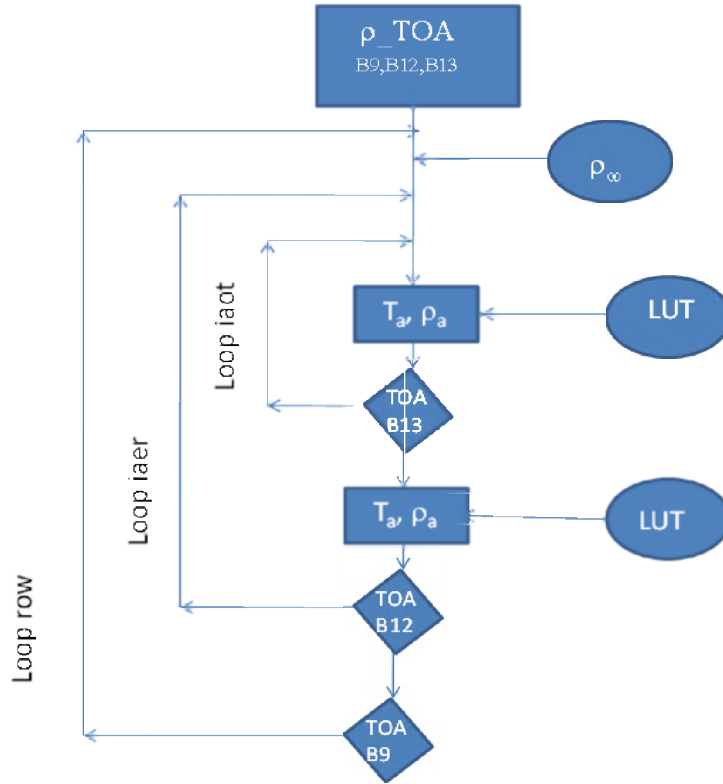 ρ_TOA
B9,B12,B13
ρ∞
Tₐ, ρₐ
LUT
TOA
B13
Tₐ, ρₐ
LUT
TOA
B12
TOA
B9
Loop iaot
Loop iaer
Loop row